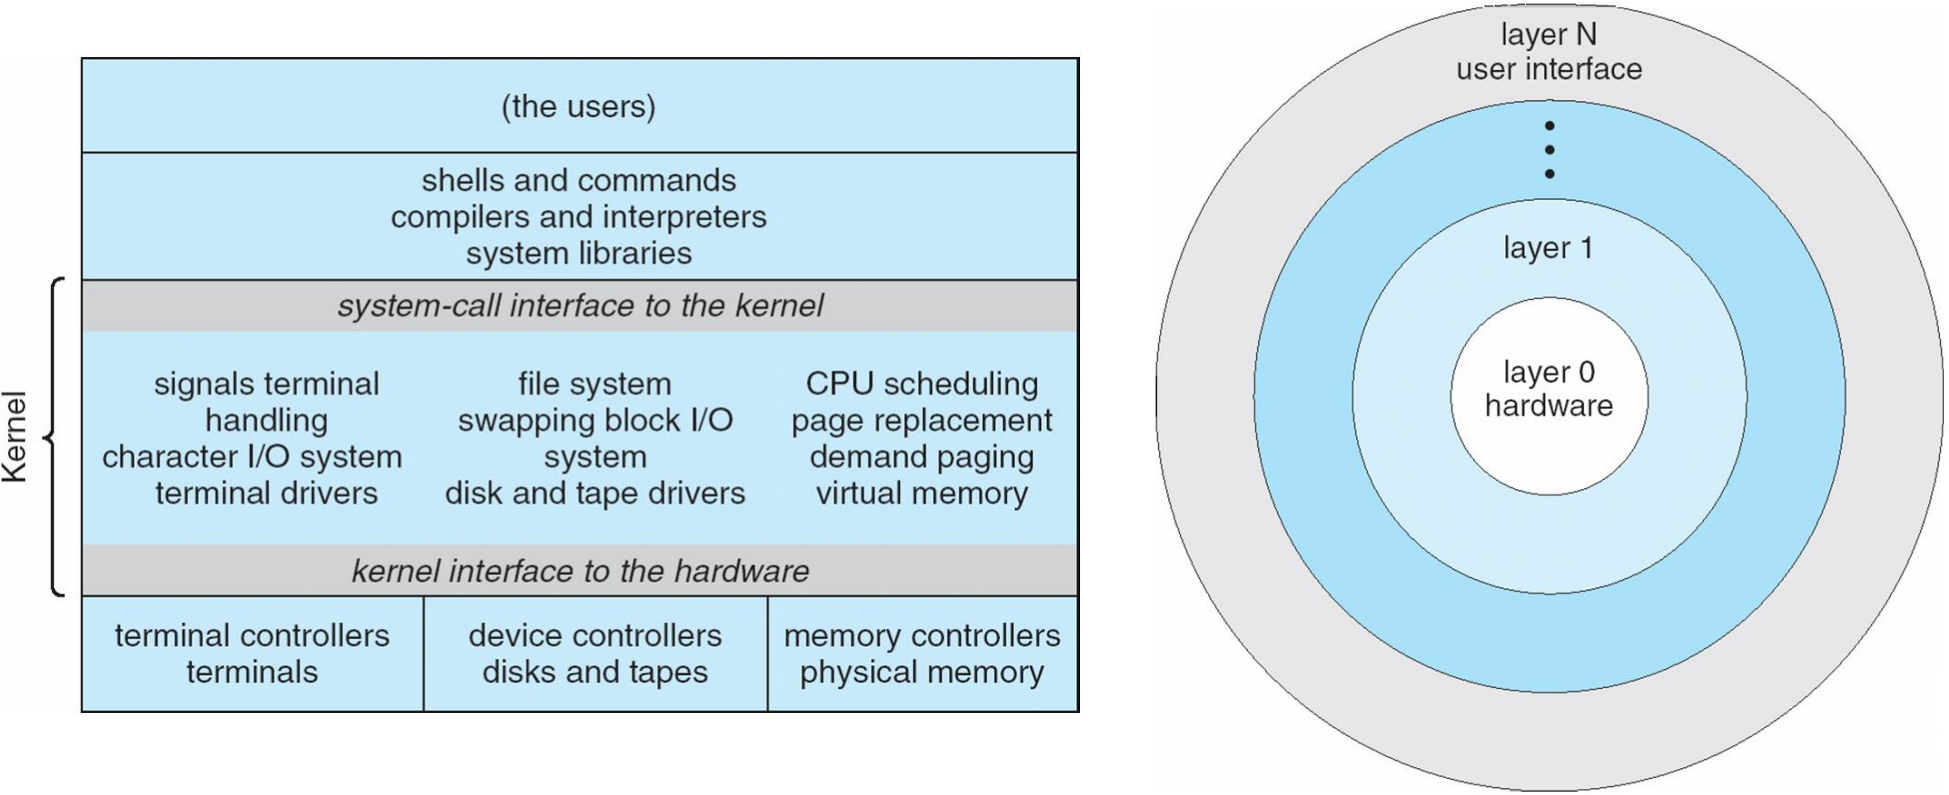 (the users)
shells and commands
compilers and interpreters
system libraries
Kernel
system-call interface to the kernel
signals terminal
handling
character I/O system
terminal drivers
file system
swapping block I/O
system
disk and tape drivers
CPU scheduling
page replacement
demand paging
virtual memory
kernel interface to the hardware
terminal controllers
terminals
device controllers
disks and tapes
memory controllers
physical memory
layer N
user interface
layer 1
layer 0
hardware